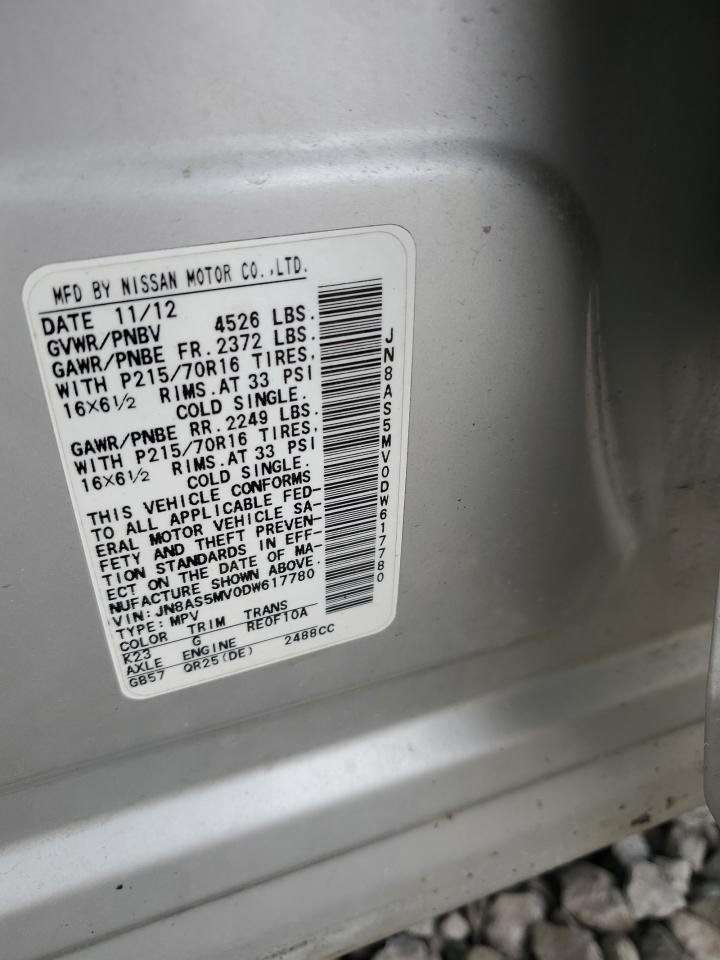 MFD BY NISSAN MOTOR CO.,LTD.
DATE 11/12
GVWR/PNBV 4526 LBS.
GAWR/PNBE FR.2372 LBS.
WITH P215/70R16 TIRES.
16X6½ RIMS.AT 33 PSI
COLD SINGLE.
GAWR/PNBE RR.2249 LBS.
WITH P215/70R16 TIRES.
16X6½ RIMS.AT 33 PSI
COLD SINGLE.
THIS VEHICLE CONFORMS
TO ALL APPLICABLE FED-
ERAL MOTOR VEHICLE SA-
FETY AND THEFT PREVEN-
TION STANDARDS IN EFF-
ECT ON THE DATE OF MA-
NUFACTURE SHOWN ABOVE.
VIN: JN8AS5MV0DW617780
TYPE: MPV
COLOR TRIM TRANS
K23 G RE0F10A
AXLE ENGINE
GB57 QR25(DE) 2488CC
JN8AS5MV0DW617780